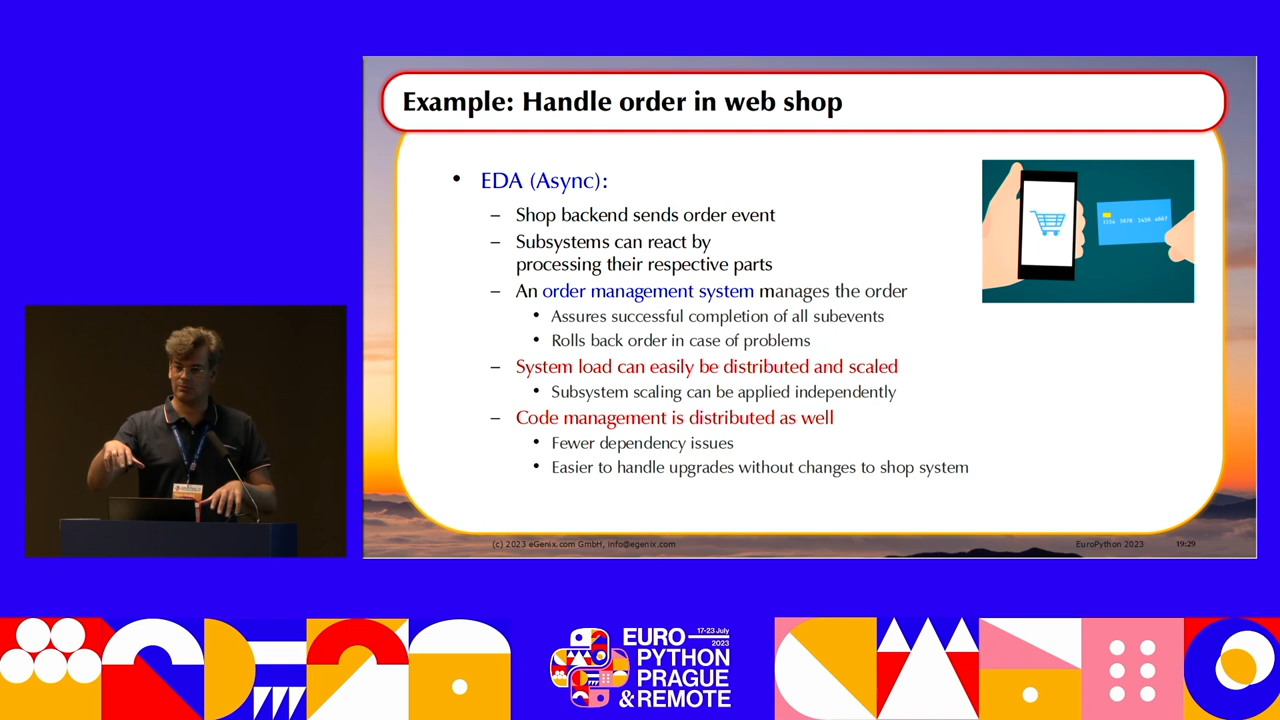 Example: Handle order in web shop
• EDA (Async):
– Shop backend sends order event
– Subsystems can react by
processing their respective parts
– An order management system manages the order
• Assures successful completion of all subevents
• Rolls back order in case of problems
– System load can easily be distributed and scaled
• Subsystem scaling can be applied independently
– Code management is distributed as well
• Fewer dependency issues
• Easier to handle upgrades without changes to shop system
(c) 2023 eGenix.com GmbH, info@egenix.com
EuroPython 2023
19:29
17-23 July
2023
EURO
PYTHON
PRAGUE
& REMOTE